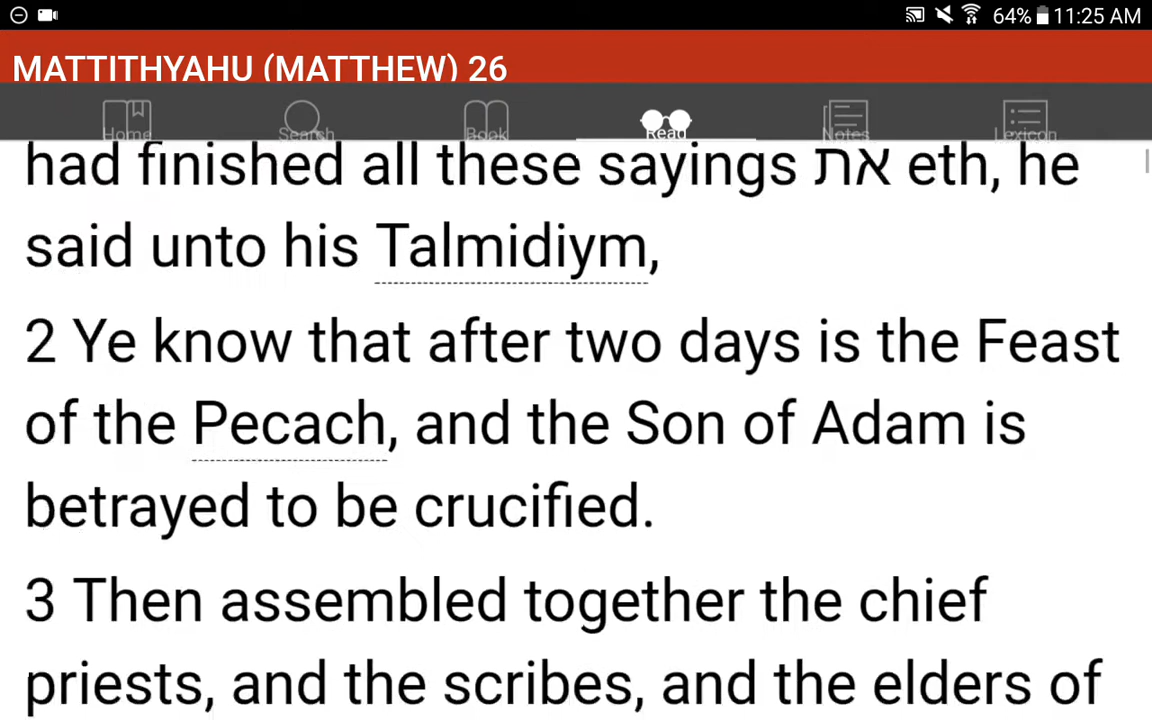 64% 11:25 AM
MATTITHYAHU (MATTHEW) 26
Home Search Book Read Notes Lexicon
had finished all these sayings את eth, he
said unto his Talmidiym,
2 Ye know that after two days is the Feast
of the Pecach, and the Son of Adam is
betrayed to be crucified.
3 Then assembled together the chief
priests, and the scribes, and the elders of